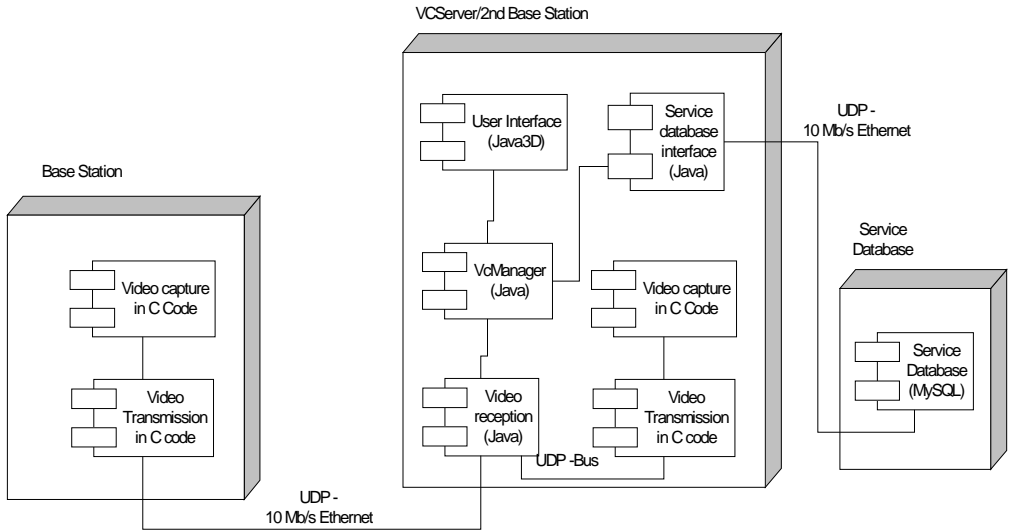 VCServer/2nd Base Station
User Interface
(Java3D)
Service
database
interface
(Java)
UDP -
10 Mb/s Ethernet
Base Station
Service
Database
VcManager
(Java)
Video capture
in C Code
Video capture
in C Code
Service
Database
(MySQL)
Video
Transmission
in C code
Video
reception
(Java)
Video
Transmission
in C code
UDP -Bus
UDP -
10 Mb/s Ethernet